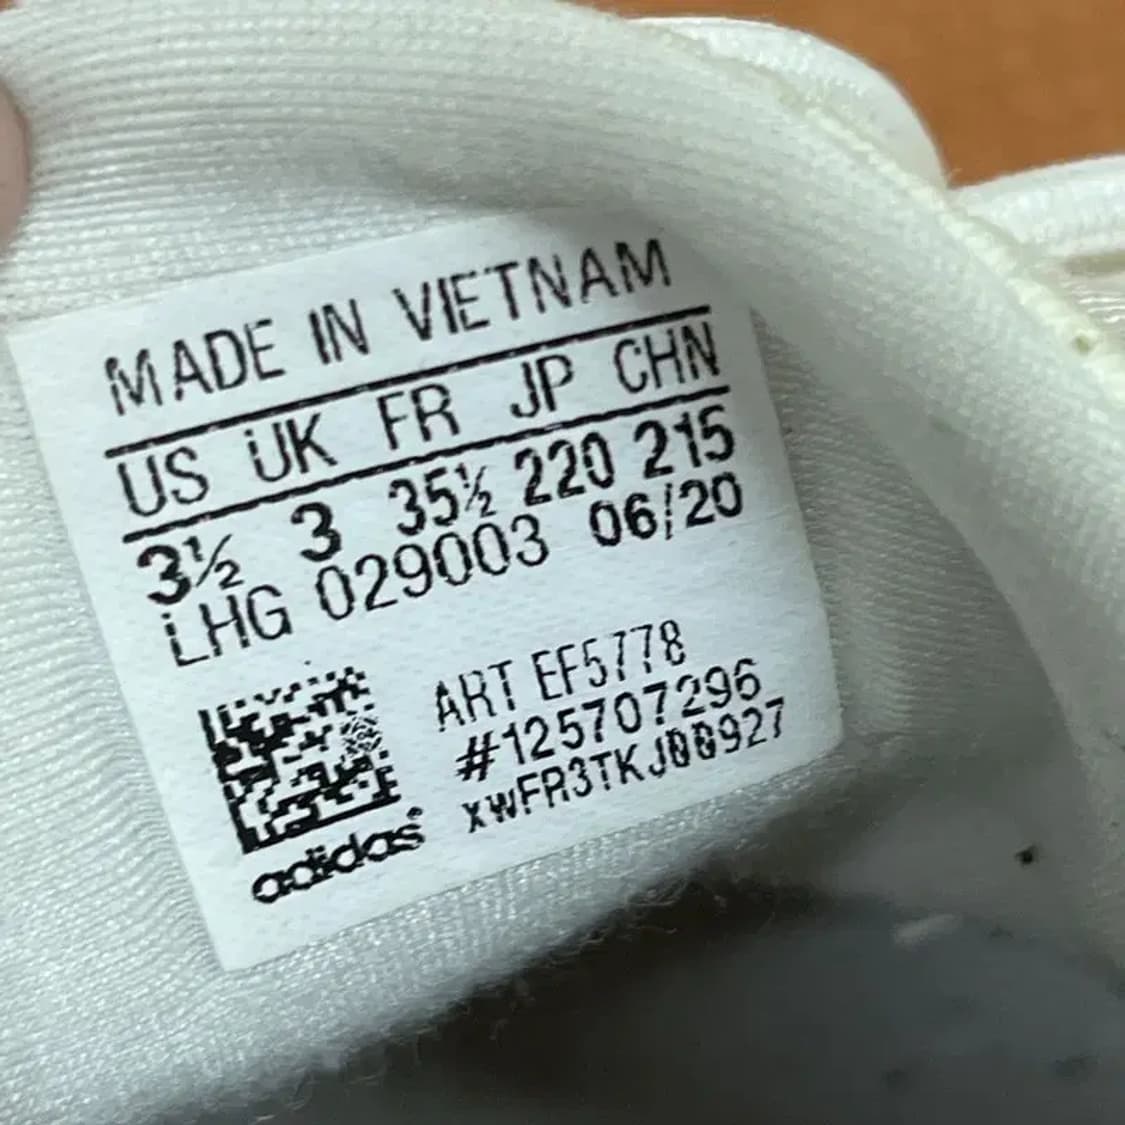 MADE IN VIETNAM
US UK FR JP CHN
3½ 3 35½ 220 215
LHG 029003 06/20
ART EF5778
#125707296
adidas